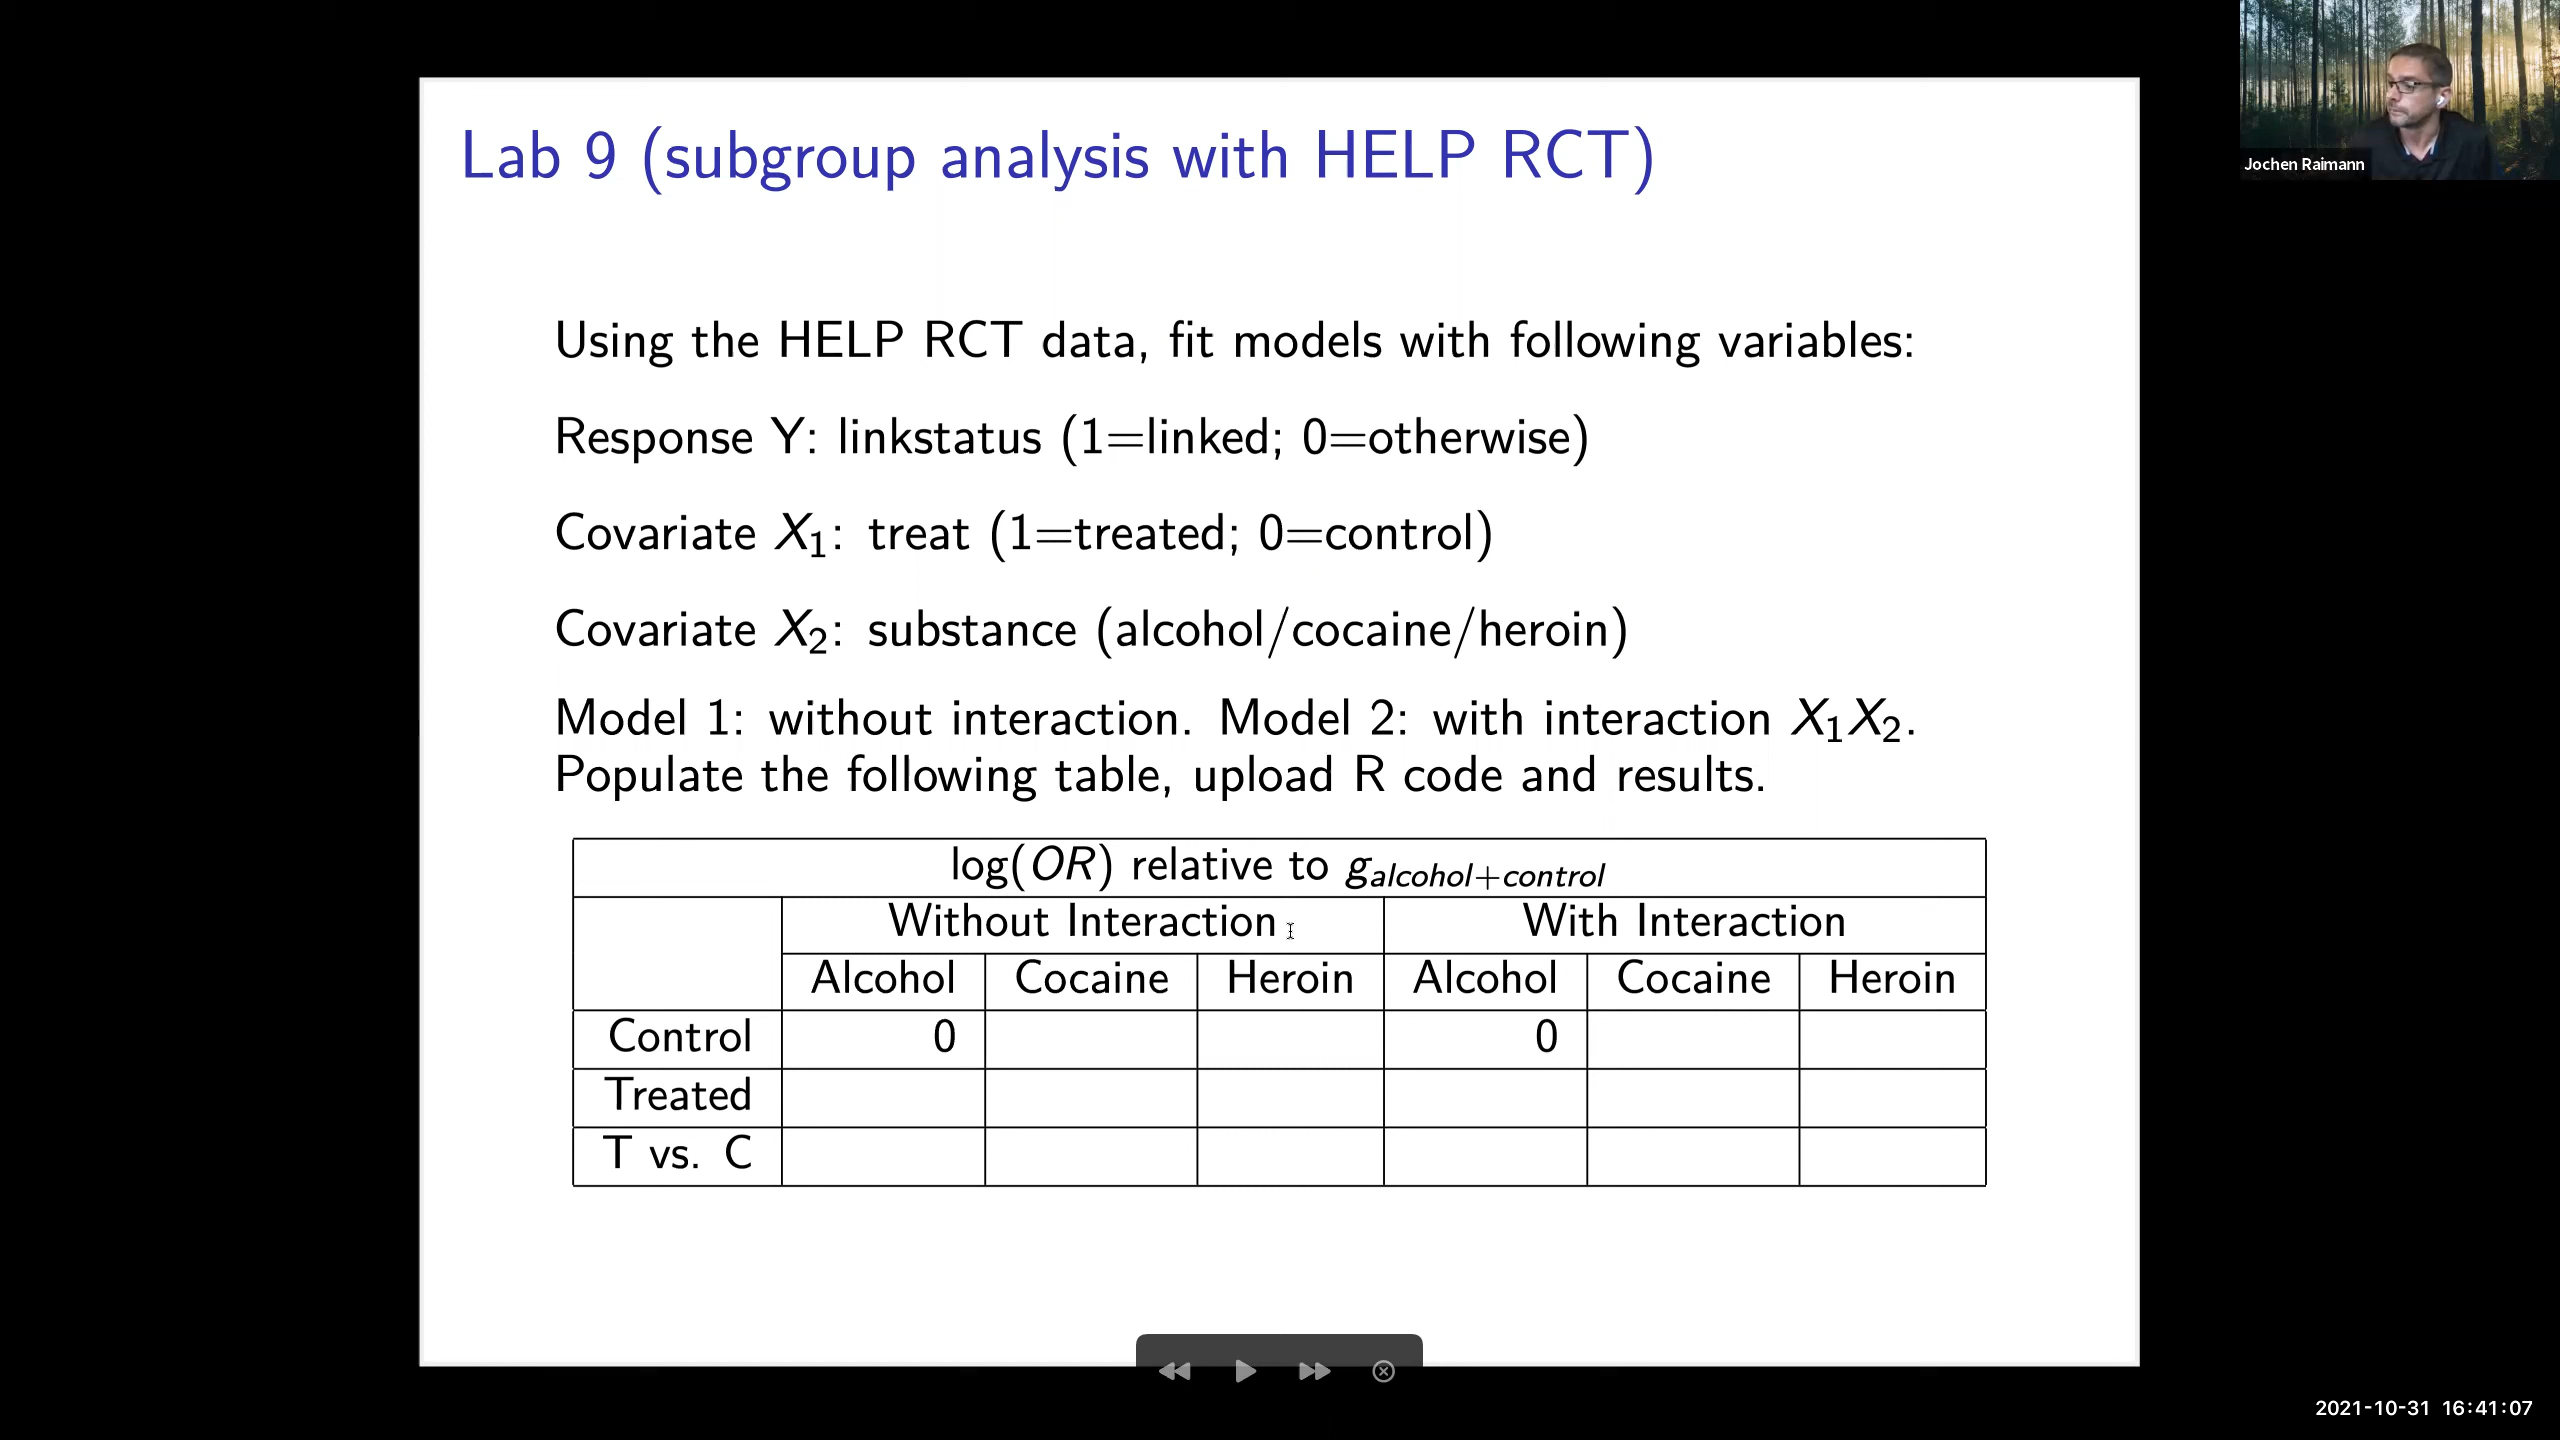 Lab 9 (subgroup analysis with HELP RCT)
Jochen Raimann
Using the HELP RCT data, fit models with following variables:
Response Y: linkstatus (1=linked; 0=otherwise)
Covariate X₁: treat (1=treated; 0=control)
Covariate X₂: substance (alcohol/cocaine/heroin)
Model 1: without interaction. Model 2: with interaction X₁X₂.
Populate the following table, upload R code and results.
log(OR) relative to g_alcohol+control
Without Interaction With Interaction
Alcohol Cocaine Heroin Alcohol Cocaine Heroin
Control 0 0
Treated
T vs. C
2021-10-31 16:41:07